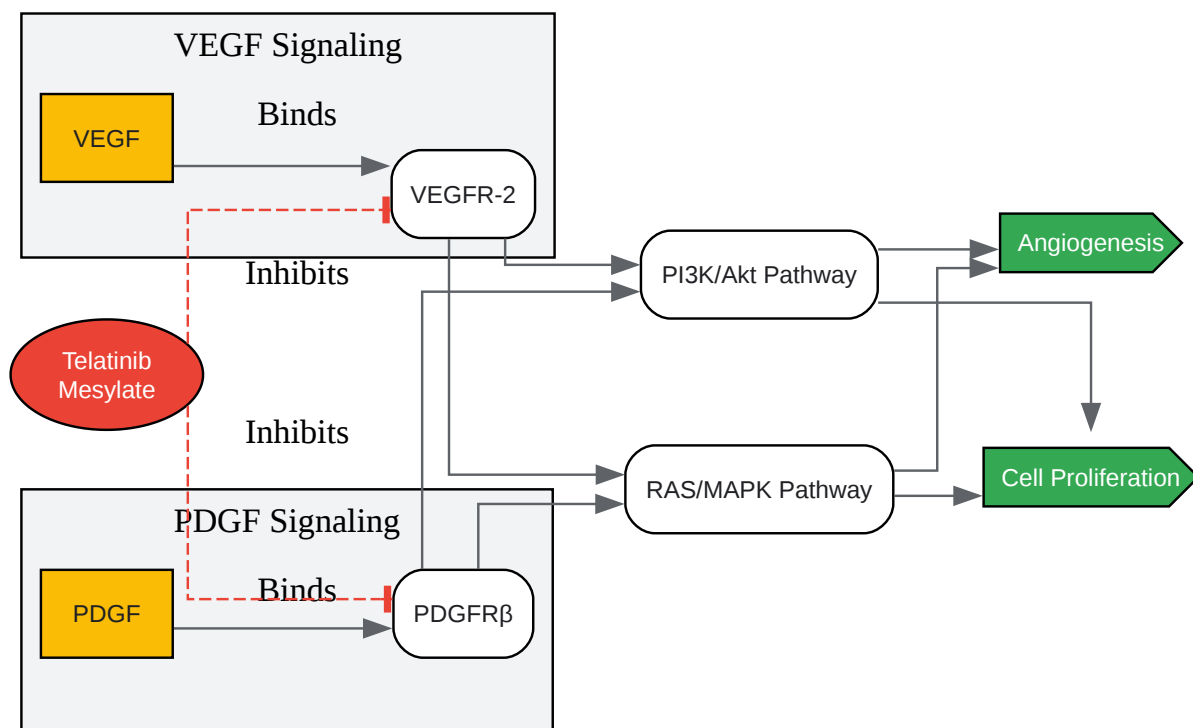 VEGF Signaling
Binds
VEGF
VEGFR-2
Inhibits
PI3K/Akt Pathway
Angiogenesis
Telatinib
Mesylate
Inhibits
RAS/MAPK Pathway
Cell Proliferation
PDGF Signaling
Binds
PDGF
PDGFRβ